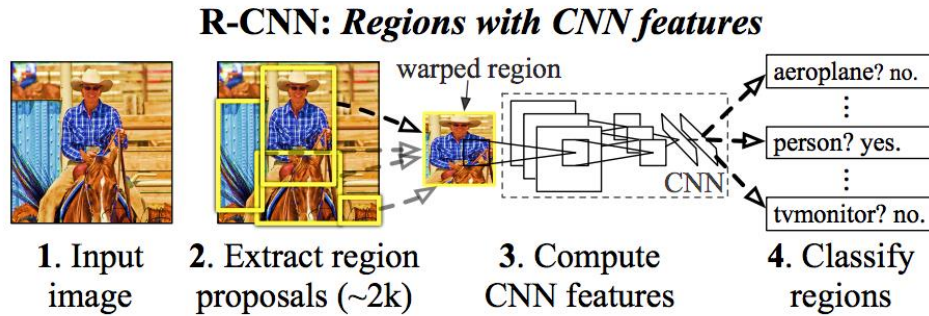 R-CNN: Regions with CNN features
warped region
aeroplane? no.
⋮
person? yes.
⋮
tvmonitor? no.
CNN
1. Input
image
2. Extract region
proposals (~2k)
3. Compute
CNN features
4. Classify
regions